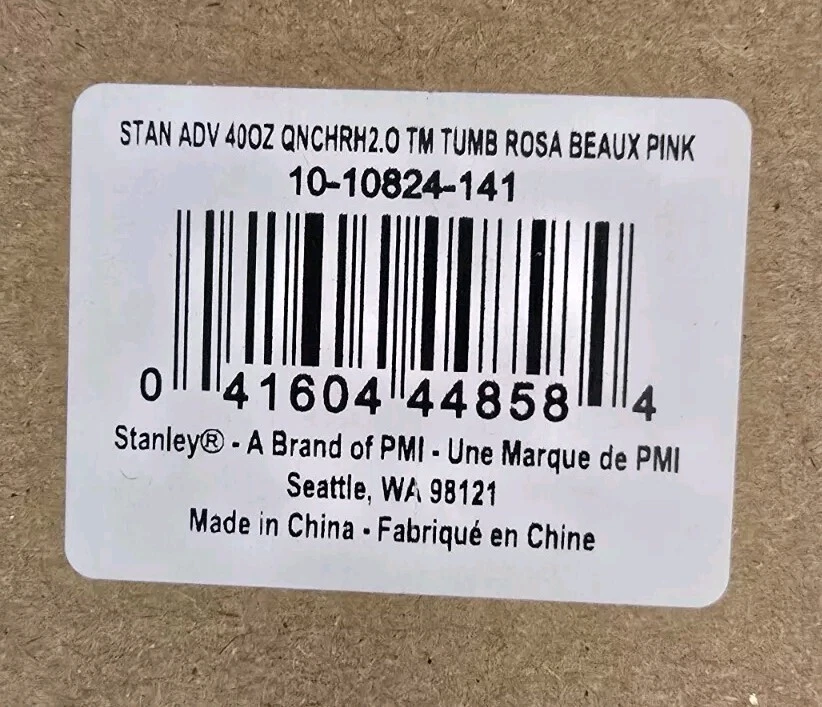 STAN ADV 40OZ QNCHRH2.O TM TUMB ROSA BEAUX PINK
10-10824-141
0 41604 44858 4
Stanley® - A Brand of PMI - Une Marque de PMI
Seattle, WA 98121
Made in China - Fabriqué en Chine